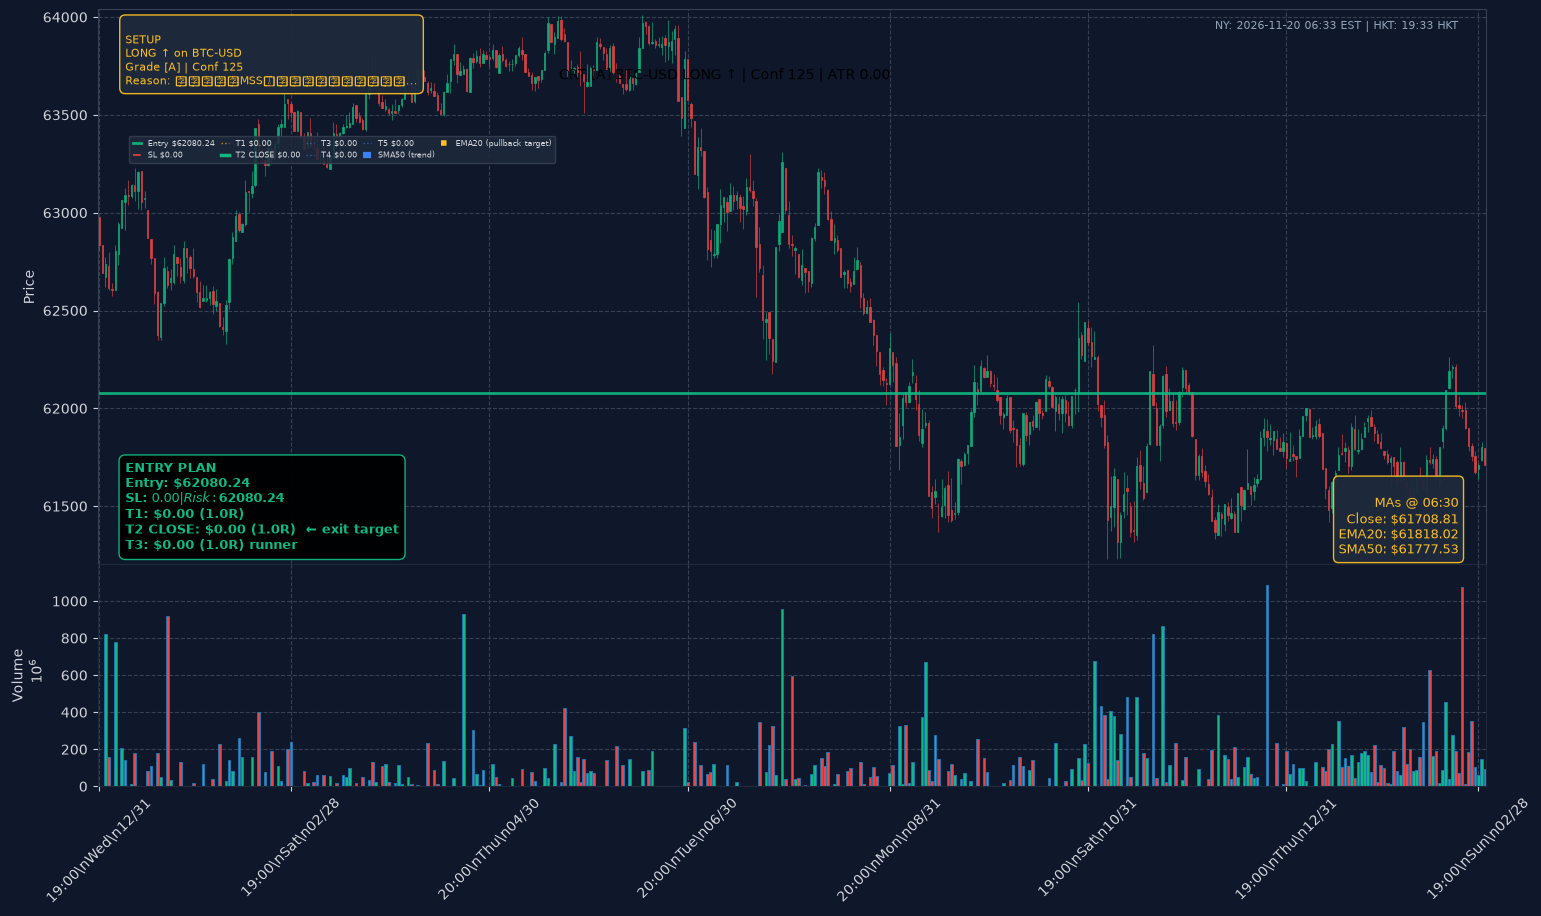 NY: 2026-11-20 06:33 EST | HKT: 19:33 HKT
SETUP
LONG ↑ on BTC-USD
Grade [A] | Conf 125
Reason: MSS ...
BTC-USD LONG ↑ | Conf 125 | ATR 0.00
Entry $62080.24
SL $0.00
T1 $0.00
T2 CLOSE $0.00
T3 $0.00
T4 $0.00
T5 $0.00
SMA50 (trend)
EMA20 (pullback target)
Price
64000
63500
63000
62500
62000
61500
ENTRY PLAN
Entry: $62080.24
SL: 0.00|Risk:62080.24
T1: $0.00 (1.0R)
T2 CLOSE: $0.00 (1.0R) ← exit target
T3: $0.00 (1.0R) runner
MAs @ 06:30
Close: $61708.81
EMA20: $61818.02
SMA50: $61777.53
Volume
10⁶
1000
800
600
400
200
0
19:00\nWed\n12/31
19:00\nSat\n02/28
20:00\nThu\n04/30
20:00\nTue\n06/30
20:00\nMon\n08/31
19:00\nSat\n10/31
19:00\nThu\n12/31
19:00\nSun\n02/28